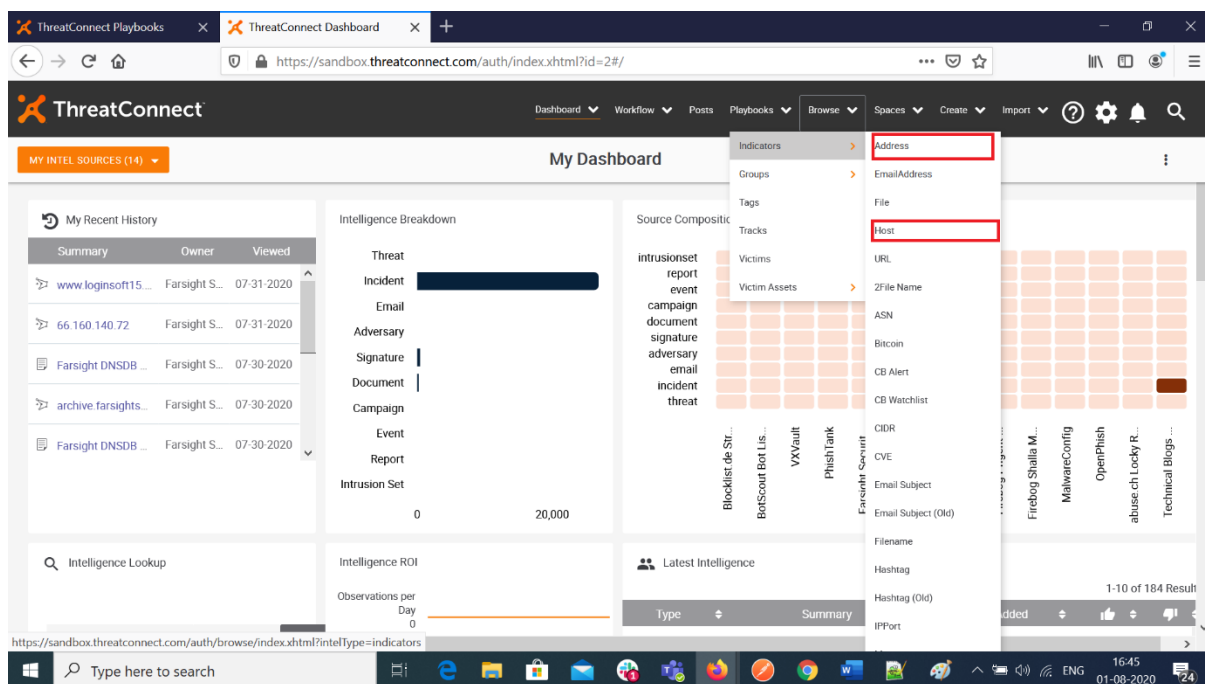 ThreatConnect Playbooks
ThreatConnect Dashboard
https://sandbox.threatconnect.com/auth/index.xhtml?id=2#/
ThreatConnect
Dashboard
Workflow
Posts
Playbooks
Browse
Spaces
Create
Import
MY INTEL SOURCES (14)
My Dashboard
Indicators
Groups
Tags
Tracks
Victims
Victim Assets
Address
EmailAddress
File
Host
URL
2File Name
ASN
Bitcoin
CB Alert
CB Watchlist
CIDR
CVE
Email Subject
Email Subject (Old)
Filename
Hashtag
Hashtag (Old)
IPPort
My Recent History
Summary Owner Viewed
www.loginsoft15... Farsight S... 07-31-2020
66.160.140.72 Farsight S... 07-31-2020
Farsight DNSDB ... Farsight S... 07-30-2020
archive.farsights... Farsight S... 07-30-2020
Farsight DNSDB ... Farsight S... 07-30-2020
Intelligence Breakdown
Threat
Incident
Email
Adversary
Signature
Document
Campaign
Event
Report
Intrusion Set
0 20,000
Source Compositio
intrusionset
report
event
campaign
document
signature
adversary
email
incident
threat
Blocklist.de Str...
BotScout Bot Lis...
VXVault
PhishTank
Farsight Securit
Firebog Shalla M...
MalwareConfig
OpenPhish
abuse.ch Locky R...
Technical Blogs ...
Intelligence Lookup
Intelligence ROI
Observations per
Day
0
Latest Intelligence
1-10 of 184 Result
Type Summary Added
https://sandbox.threatconnect.com/auth/browse/index.xhtml?intelType=indicators
Type here to search
ENG
16:45
01-08-2020
24